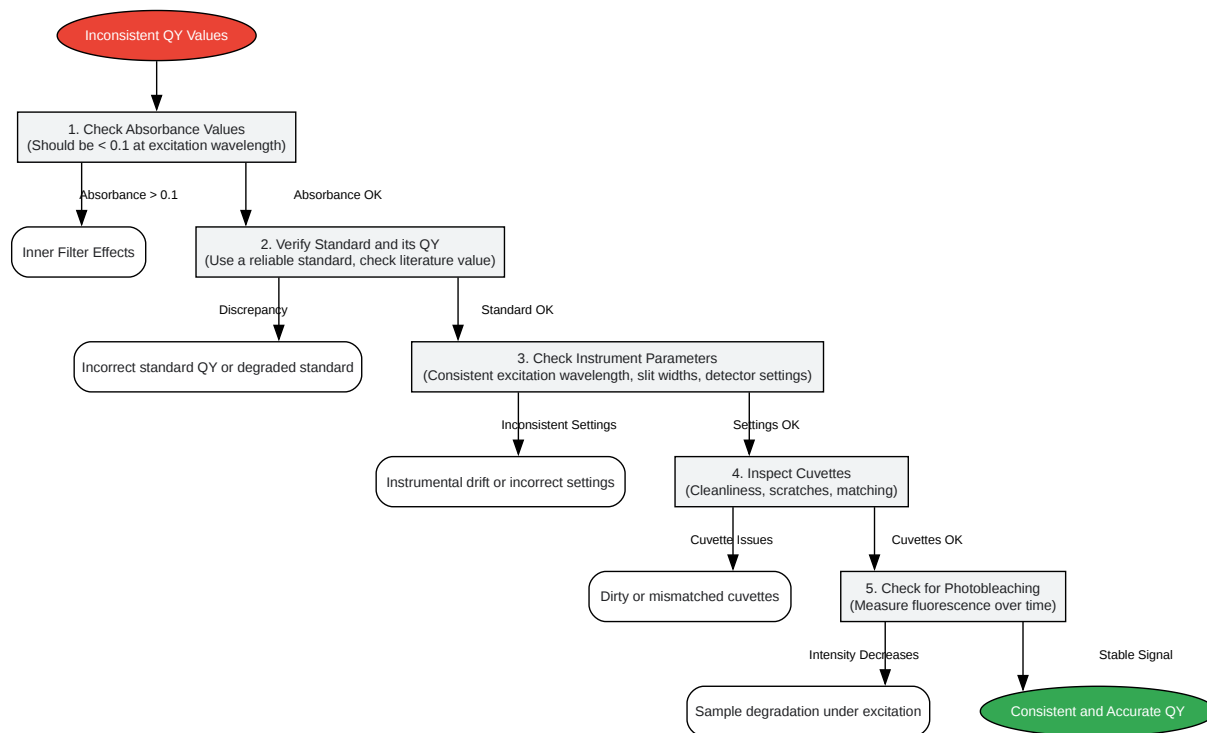 Inconsistent QY Values
1. Check Absorbance Values
(Should be < 0.1 at excitation wavelength)
Absorbance > 0.1
Absorbance OK
Inner Filter Effects
2. Verify Standard and its QY
(Use a reliable standard, check literature value)
Discrepancy
Standard OK
Incorrect standard QY or degraded standard
3. Check Instrument Parameters
(Consistent excitation wavelength, slit widths, detector settings)
Inconsistent Settings
Settings OK
Instrumental drift or incorrect settings
4. Inspect Cuvettes
(Cleanliness, scratches, matching)
Cuvette Issues
Cuvettes OK
Dirty or mismatched cuvettes
5. Check for Photobleaching
(Measure fluorescence over time)
Intensity Decreases
Stable Signal
Sample degradation under excitation
Consistent and Accurate QY